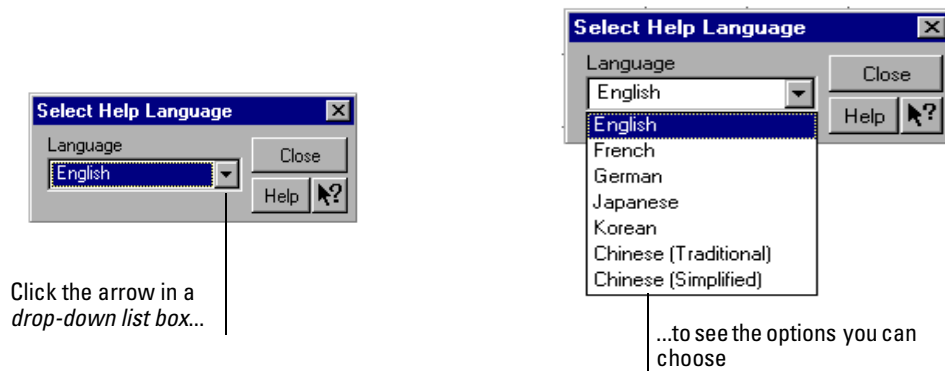 Select Help Language
Language
English
Close
Help
Click the arrow in a
drop-down list box...
Select Help Language
Language
English
Close
Help
English
French
German
Japanese
Korean
Chinese (Traditional)
Chinese (Simplified)
...to see the options you can
choose